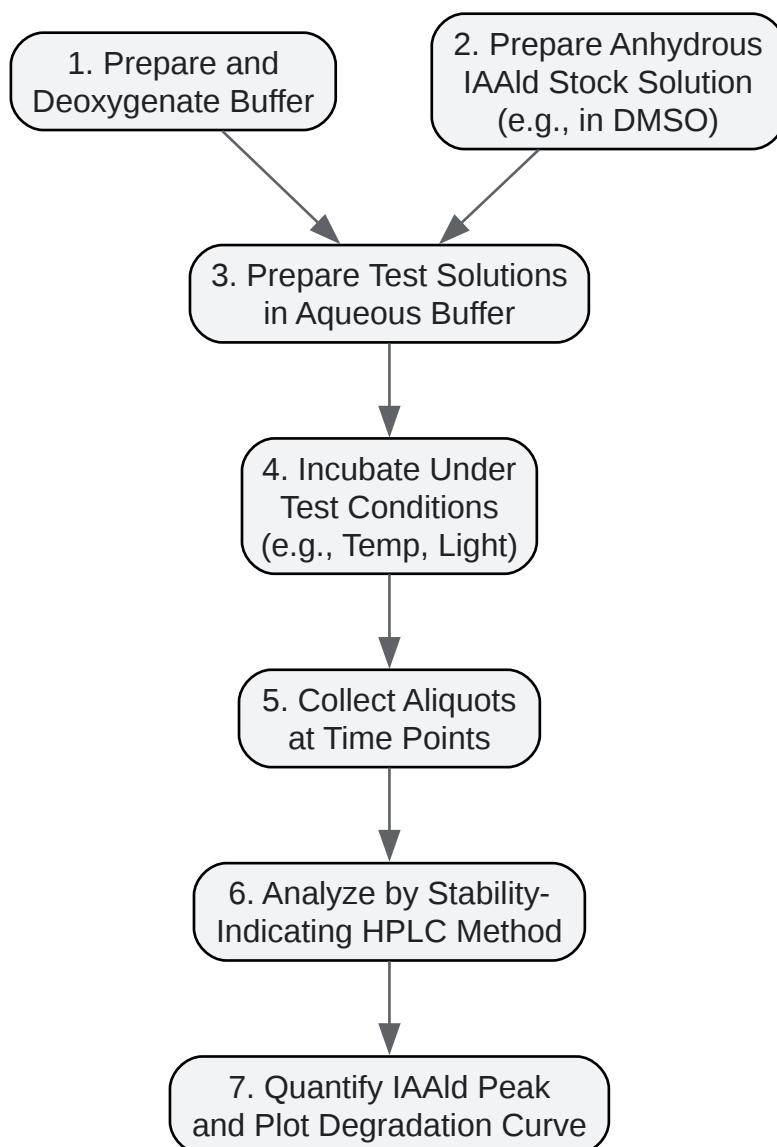 1. Prepare and
Deoxygenate Buffer
2. Prepare Anhydrous
IAAld Stock Solution
(e.g., in DMSO)
3. Prepare Test Solutions
in Aqueous Buffer
4. Incubate Under
Test Conditions
(e.g., Temp, Light)
5. Collect Aliquots
at Time Points
6. Analyze by Stability-
Indicating HPLC Method
7. Quantify IAAld Peak
and Plot Degradation Curve